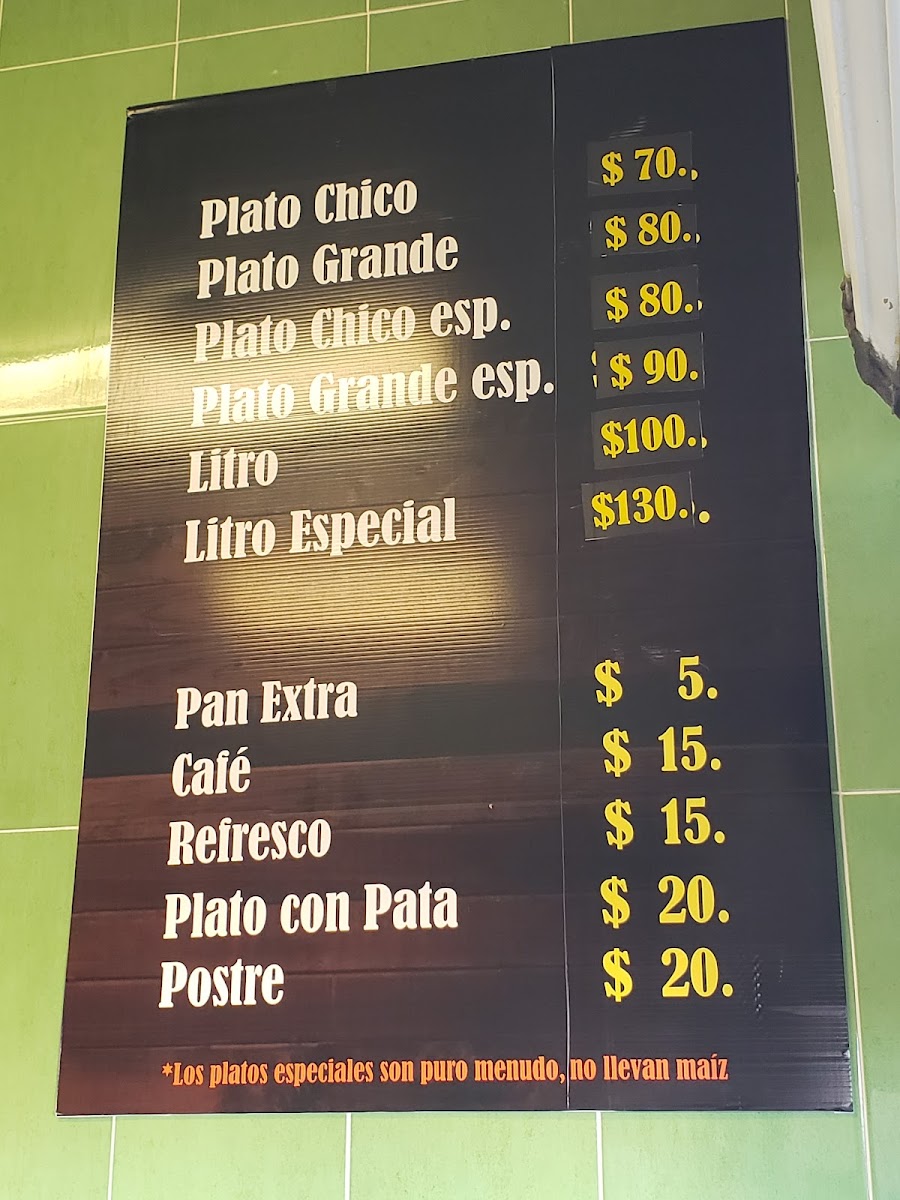 Plato Chico $ 70.
Plato Grande $ 80.
Plato Chico esp. $ 80.
Plato Grande esp. $ 90.
Litro $100.
Litro Especial $130.
Pan Extra $ 5.
Café $ 15.
Refresco $ 15.
Plato con Pata $ 20.
Postre $ 20.
*Los platos especiales son puro menudo, no llevan maíz